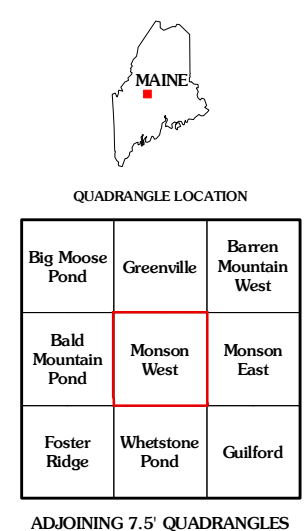 MAINE
QUADRANGLE LOCATION
Big Moose
Pond
Greenville
Barren
Mountain
West
Bald
Mountain
Pond
Monson
West
Monson
East
Foster
Ridge
Whetstone
Pond
Guilford
ADJOINING 7.5' QUADRANGLES